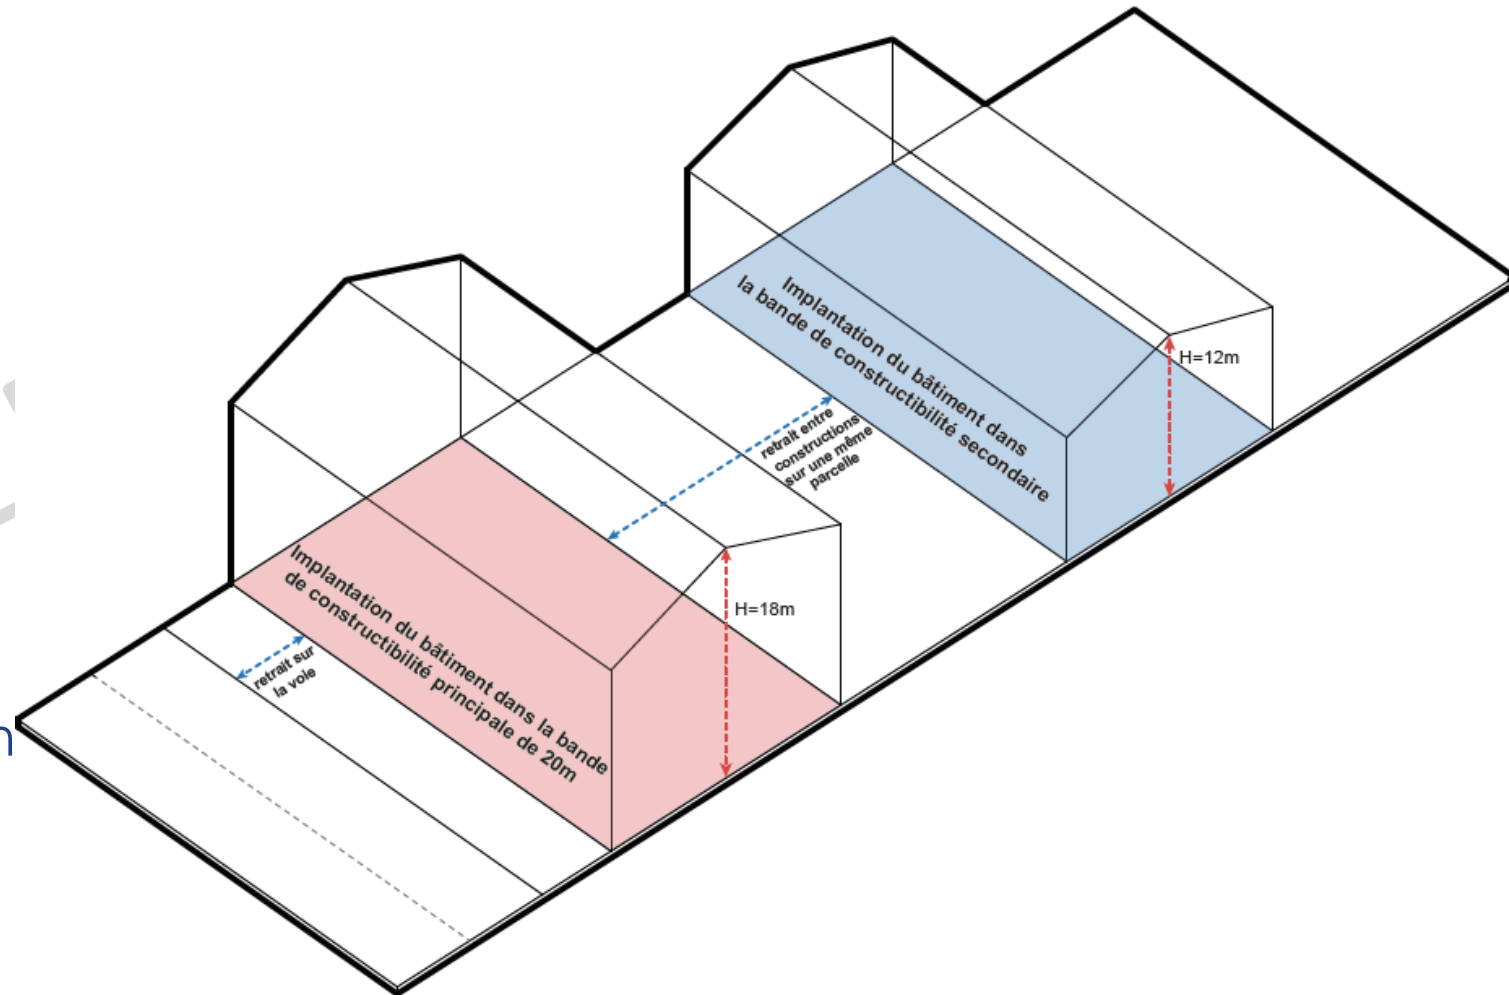 Implantation du bâtiment dans
la bande de constructibilité secondaire
H=12m
retrait entre
constructions
sur une même
parcelle
Implantation du bâtiment dans la bande
de constructibilité principale de 20m
H=18m
retrait sur
la voie
n